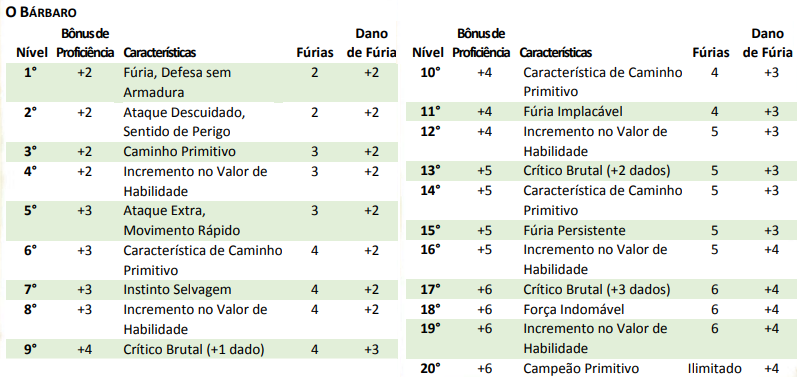 O BÁRBARO
Bônus de Dano
Nível Proficiência Características Fúrias de Fúria
1° +2 Fúria, Defesa sem 2 +2
Armadura
2° +2 Ataque Descuidado, 2 +2
Sentido de Perigo
3° +2 Caminho Primitivo 3 +2
4° +2 Incremento no Valor de 3 +2
Habilidade
5° +3 Ataque Extra, 3 +2
Movimento Rápido
6° +3 Característica de Caminho 4 +2
Primitivo
7° +3 Instinto Selvagem 4 +2
8° +3 Incremento no Valor de 4 +2
Habilidade
9° +4 Crítico Brutal (+1 dado) 4 +3
Bônus de Dano
Nível Proficiência Características Fúrias de Fúria
10° +4 Característica de Caminho 4 +3
Primitivo
11° +4 Fúria Implacável 4 +3
12° +4 Incremento no Valor de 5 +3
Habilidade
13° +5 Crítico Brutal (+2 dados) 5 +3
14° +5 Característica de Caminho 5 +3
Primitivo
15° +5 Fúria Persistente 5 +3
16° +5 Incremento no Valor de 5 +4
Habilidade
17° +6 Crítico Brutal (+3 dados) 6 +4
18° +6 Força Indomável 6 +4
19° +6 Incremento no Valor de 6 +4
Habilidade
20° +6 Campeão Primitivo Ilimitado +4